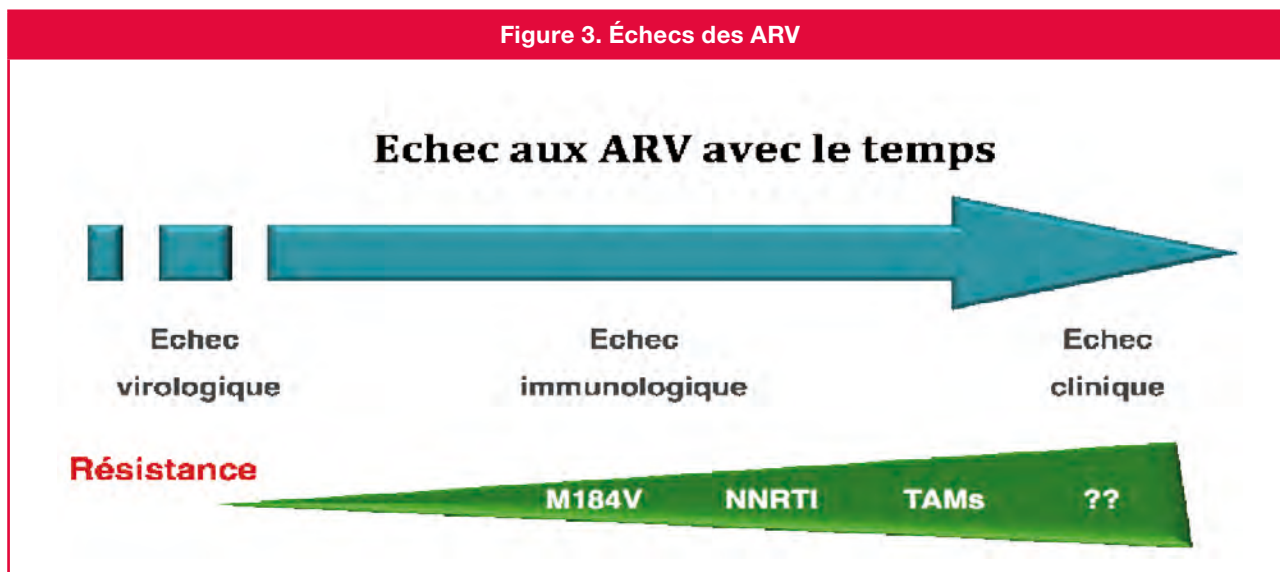 Figure 3. Échecs des ARV
Echec aux ARV avec le temps
Echec
virologique
Echec
immunologique
Echec
clinique
Résistance
M184V NNRTI TAMs ??